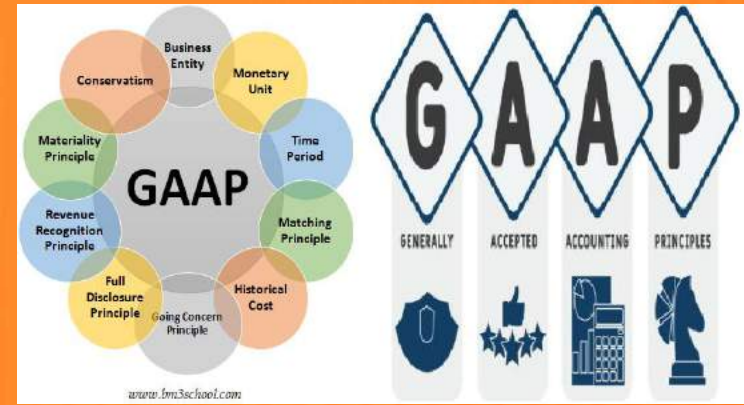 Business
Entity
Monetary
Unit
Time
Period
Matching
Principle
Historical
Cost
Going Concern
Principle
Full
Disclosure
Principle
Revenue
Recognition
Principle
Materiality
Principle
Conservatism
GAAP
www.bm3school.com
G A A P
GENERALLY ACCEPTED ACCOUNTING PRINCIPLES